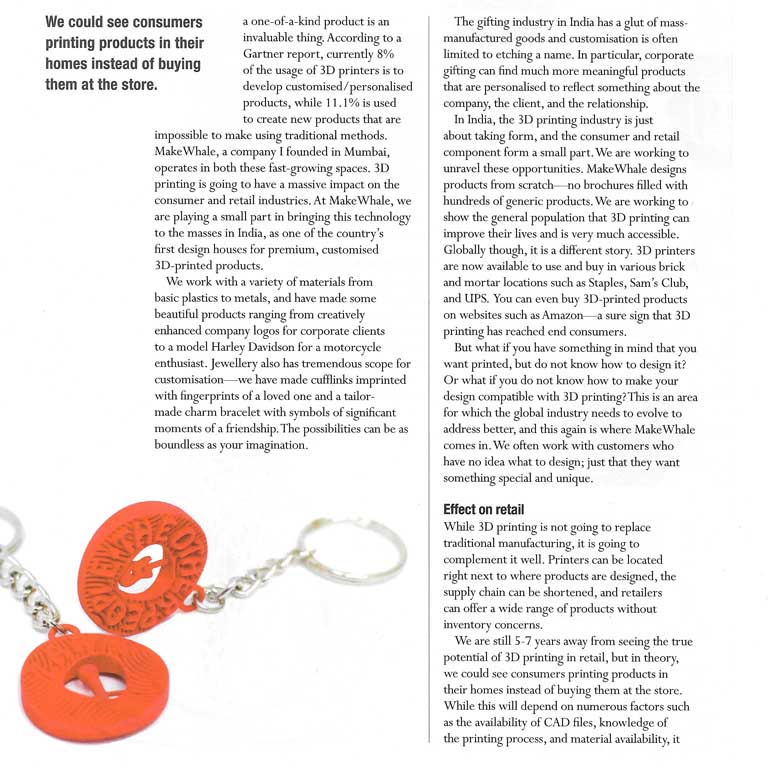 We could see consumers
printing products in their
homes instead of buying
them at the store.
a one-of-a-kind product is an
invaluable thing. According to a
Gartner report, currently 8%
of the usage of 3D printers is to
develop customised/personalised
products, while 11.1% is used
to create new products that are
impossible to make using traditional methods.
MakeWhale, a company I founded in Mumbai,
operates in both these fast-growing spaces. 3D
printing is going to have a massive impact on the
consumer and retail industries. At MakeWhale, we
are playing a small part in bringing this technology
to the masses in India, as one of the country's
first design houses for premium, customised
3D-printed products.
We work with a variety of materials from
basic plastics to metals, and have made some
beautiful products ranging from creatively
enhanced company logos for corporate clients
to a model Harley Davidson for a motorcycle
enthusiast. Jewellery also has tremendous scope for
customisation—we have made cufflinks imprinted
with fingerprints of a loved one and a tailor-
made charm bracelet with symbols of significant
moments of a friendship. The possibilities can be as
boundless as your imagination.
The gifting industry in India has a glut of mass-
manufactured goods and customisation is often
limited to etching a name. In particular, corporate
gifting can find much more meaningful products
that are personalised to reflect something about the
company, the client, and the relationship.
In India, the 3D printing industry is just
about taking form, and the consumer and retail
component form a small part. We are working to
unravel these opportunities. MakeWhale designs
products from scratch—no brochures filled with
hundreds of generic products. We are working to
show the general population that 3D printing can
improve their lives and is very much accessible.
Globally though, it is a different story. 3D printers
are now available to use and buy in various brick
and mortar locations such as Staples, Sam's Club,
and UPS. You can even buy 3D-printed products
on websites such as Amazon—a sure sign that 3D
printing has reached end consumers.
But what if you have something in mind that you
want printed, but do not know how to design it?
Or what if you do not know how to make your
design compatible with 3D printing? This is an area
for which the global industry needs to evolve to
address better, and this again is where MakeWhale
comes in. We often work with customers who
have no idea what to design; just that they want
something special and unique.
Effect on retail
While 3D printing is not going to replace
traditional manufacturing, it is going to
complement it well. Printers can be located
right next to where products are designed, the
supply chain can be shortened, and retailers
can offer a wide range of products without
inventory concerns.
We are still 5-7 years away from seeing the true
potential of 3D printing in retail, but in theory,
we could see consumers printing products in
their homes instead of buying them at the store.
While this will depend on numerous factors such
as the availability of CAD files, knowledge of
the printing process, and material availability, it